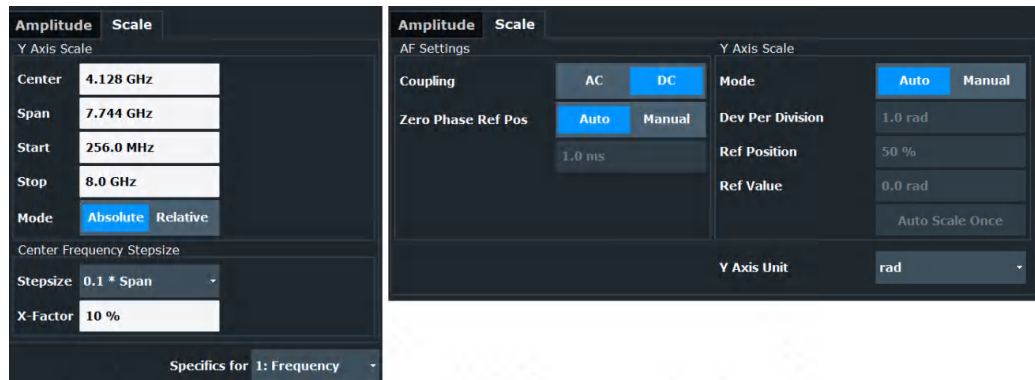 Amplitude Scale
Y Axis Scale
Center 4.128 GHz
Span 7.744 GHz
Start 256.0 MHz
Stop 8.0 GHz
Mode Absolute Relative
Center Frequency Stepsize
Stepsize 0.1 * Span
X-Factor 10 %
Specifics for 1: Frequency
Amplitude Scale
AF Settings
Coupling AC DC
Zero Phase Ref Pos Auto Manual
1.0 ms
Y Axis Scale
Mode Auto Manual
Dev Per Division 1.0 rad
Ref Position 50 %
Ref Value 0.0 rad
Auto Scale Once
Y Axis Unit rad